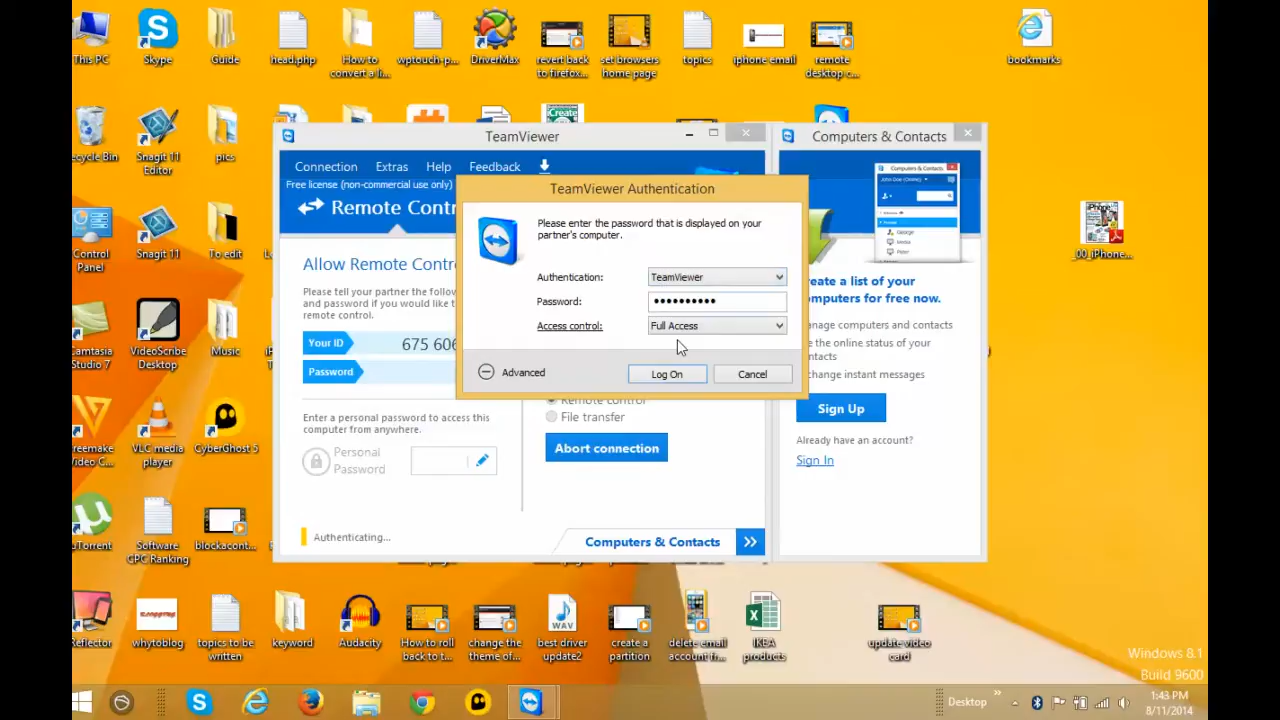 This PC
Skype
Guide
head.php
How to
convert a li...
wptouch-p...
DriverMax
revert back
to firefox...
set browsers
home page
topics
iphone email
remote
desktop c...
bookmarks
ecycle Bin
Snagit 11
Editor
pics
Control
Panel
Snagit 11
To edit
_00_iPhone...
Camtasia
Studio 7
VideoScribe
Desktop
Music
reemake
Video C...
VLC media
player
CyberGhost 5
uTorrent
Software
CPC Ranking
blockacont...
Reflector
whytoblog
topics to be
written
keyword
Audacity
How to roll
back to t...
change the
theme of...
best driver
update2
create a
partition
delete email
account fr...
IKEA
products
update video
card
TeamViewer
Connection
Extras
Help
Feedback
Free license (non-commercial use only)
Remote Contr
Allow Remote Contro
Please tell your partner the follow
and password if you would like t
remote control.
Your ID
675 606
Password
Enter a personal password to access this
computer from anywhere.
Personal
Password
Remote control
File transfer
Abort connection
Authenticating...
Computers & Contacts
TeamViewer Authentication
Please enter the password that is displayed on your
partner's computer.
Authentication:
TeamViewer
Password:
••••••••••
Access control:
Full Access
Advanced
Log On
Cancel
Computers & Contacts
Computers & Contacts
reate a list of your
omputers for free now.
anage computers and contacts
e the online status of your
ontacts
change instant messages
Sign Up
Already have an account?
Sign In
Windows 8.1
Build 9600
Desktop
1:43 PM
8/11/2014